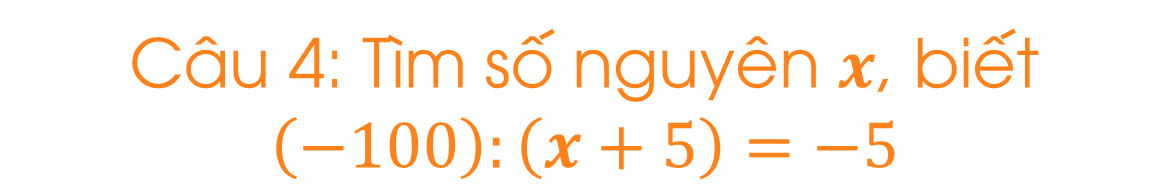 Câu 4: Tìm số nguyên x, biết
(−100): (x + 5) = −5